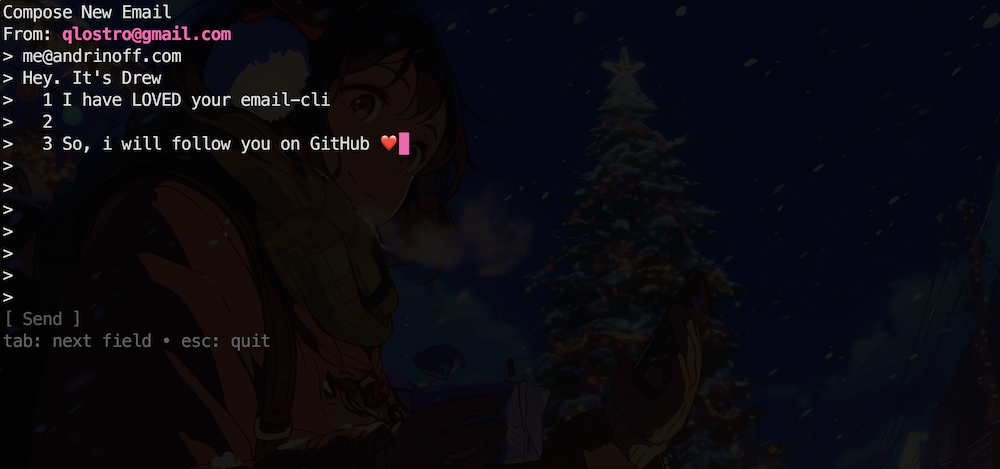 Compose New Email
From: qlostro@gmail.com
> me@andrinoff.com
> Hey. It's Drew
>   1 I have LOVED your email-cli
>   2
>   3 So, i will follow you on GitHub ❤️
>
>
>
>
>
>
>
[ Send ]
tab: next field • esc: quit